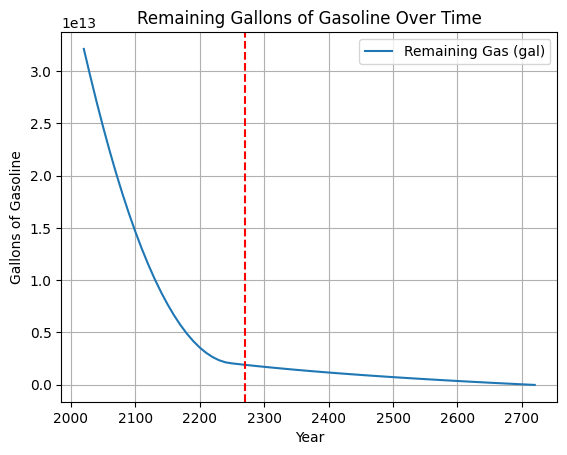 Remaining Gallons of Gasoline Over Time
1e13
Remaining Gas (gal)
3.0
2.5
2.0
1.5
1.0
0.5
0.0
Gallons of Gasoline
2000 2100 2200 2300 2400 2500 2600 2700
Year